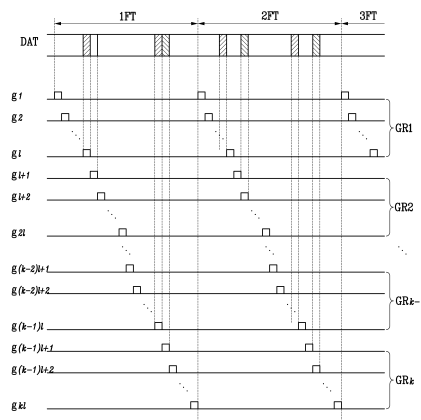 1FT 2FT 3FT
DAT
g1
g2
GR1
gl
gl+1
gl+2
GR2
g2l
g(k-2)l+1
g(k-2)l+2
GRk-
g(k-1)l
g(k-1)l+1
g(k-1)l+2
GRk
gkl